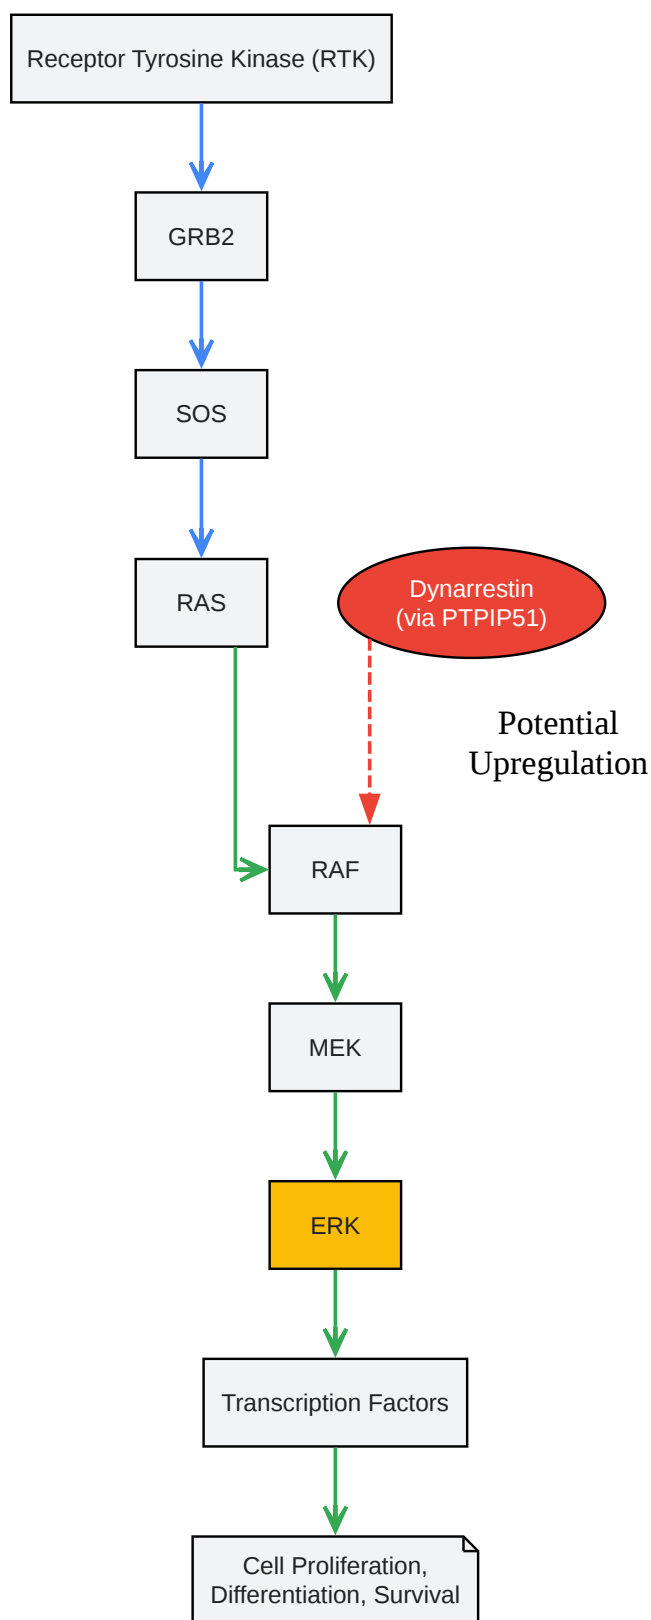 Receptor Tyrosine Kinase (RTK)
GRB2
SOS
RAS
Dynarrestin
(via PTPIP51)
Potential
Upregulation
RAF
MEK
ERK
Transcription Factors
Cell Proliferation,
Differentiation, Survival